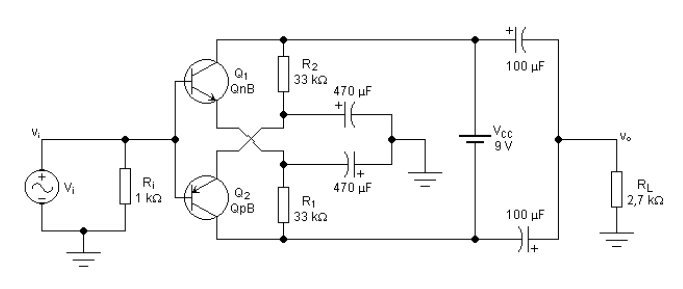 Q1
QnB
R2
33 kΩ
470 µF
+
+
100 µF
vi
Vi
Ri
1 kΩ
Q2
QpB
R1
33 kΩ
470 µF
+
VCC
9 V
vo
RL
2,7 kΩ
100 µF
+